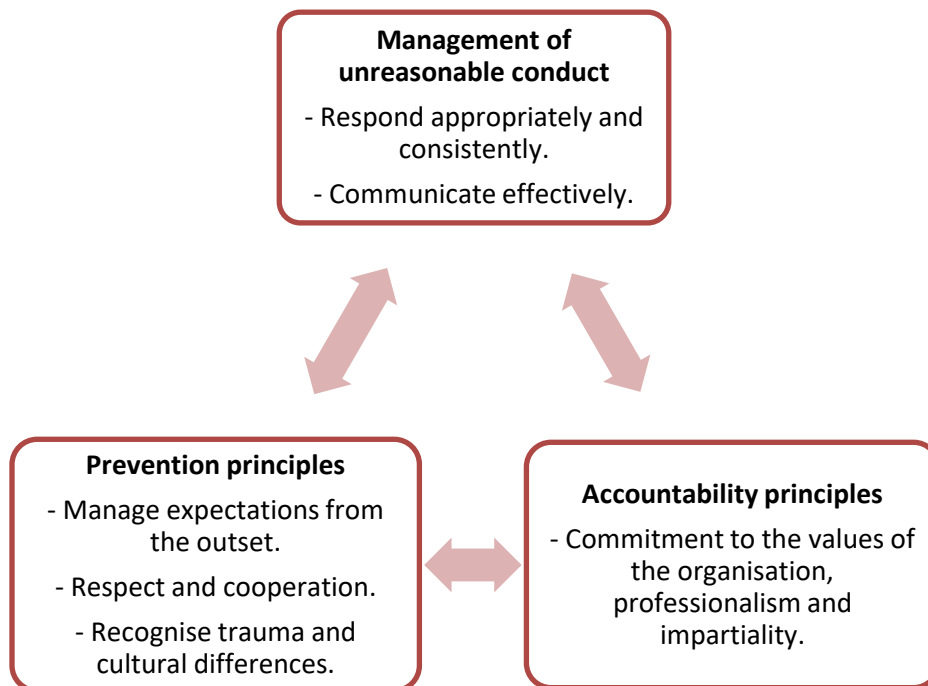 Management of
unreasonable conduct
- Respond appropriately and
consistently.
- Communicate effectively.
Prevention principles
- Manage expectations from
the outset.
- Respect and cooperation.
- Recognise trauma and
cultural differences.
Accountability principles
- Commitment to the values of
the organisation,
professionalism and
impartiality.